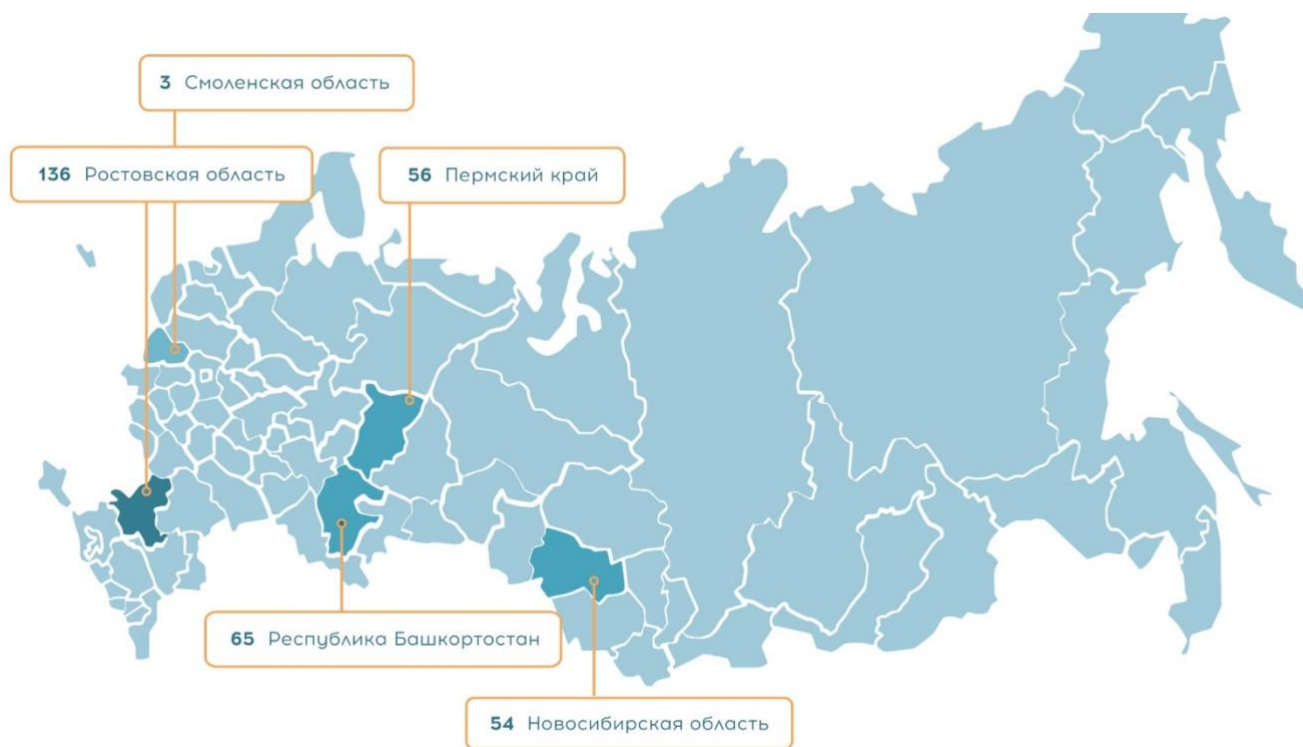 3 Смоленская область
136 Ростовская область
56 Пермский край
65 Республика Башкортостан
54 Новосибирская область